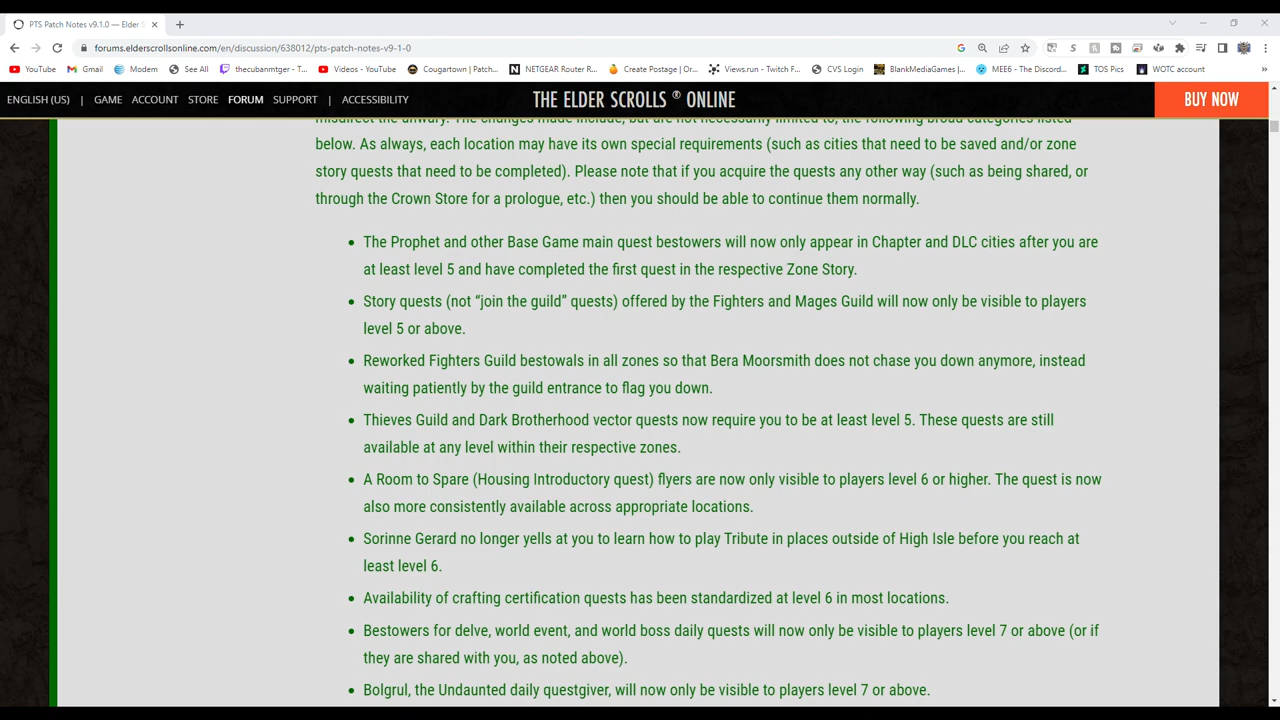 PTS Patch Notes v9.1.0 — Elder S
forums.elderscrollsonline.com/en/discussion/638012/pts-patch-notes-v9-1-0
YouTube Gmail Modem See All thecubanmtger - T... Videos - YouTube Cougartown | Patch... NETGEAR Router R... Create Postage | Or... Views.run - Twitch F... CVS Login BlankMediaGames |... MEE6 - The Discord... TOS Pics WOTC account »
ENGLISH (US) | GAME ACCOUNT STORE FORUM SUPPORT | ACCESSIBILITY THE ELDER SCROLLS ® ONLINE BUY NOW
misdirect the unwary. The changes made include, but are not necessarily limited to, the following broad categories listed
below. As always, each location may have its own special requirements (such as cities that need to be saved and/or zone
story quests that need to be completed). Please note that if you acquire the quests any other way (such as being shared, or
through the Crown Store for a prologue, etc.) then you should be able to continue them normally.
• The Prophet and other Base Game main quest bestowers will now only appear in Chapter and DLC cities after you are
at least level 5 and have completed the first quest in the respective Zone Story.
• Story quests (not “join the guild” quests) offered by the Fighters and Mages Guild will now only be visible to players
level 5 or above.
• Reworked Fighters Guild bestowals in all zones so that Bera Moorsmith does not chase you down anymore, instead
waiting patiently by the guild entrance to flag you down.
• Thieves Guild and Dark Brotherhood vector quests now require you to be at least level 5. These quests are still
available at any level within their respective zones.
• A Room to Spare (Housing Introductory quest) flyers are now only visible to players level 6 or higher. The quest is now
also more consistently available across appropriate locations.
• Sorinne Gerard no longer yells at you to learn how to play Tribute in places outside of High Isle before you reach at
least level 6.
• Availability of crafting certification quests has been standardized at level 6 in most locations.
• Bestowers for delve, world event, and world boss daily quests will now only be visible to players level 7 or above (or if
they are shared with you, as noted above).
• Bolgrul, the Undaunted daily questgiver, will now only be visible to players level 7 or above.